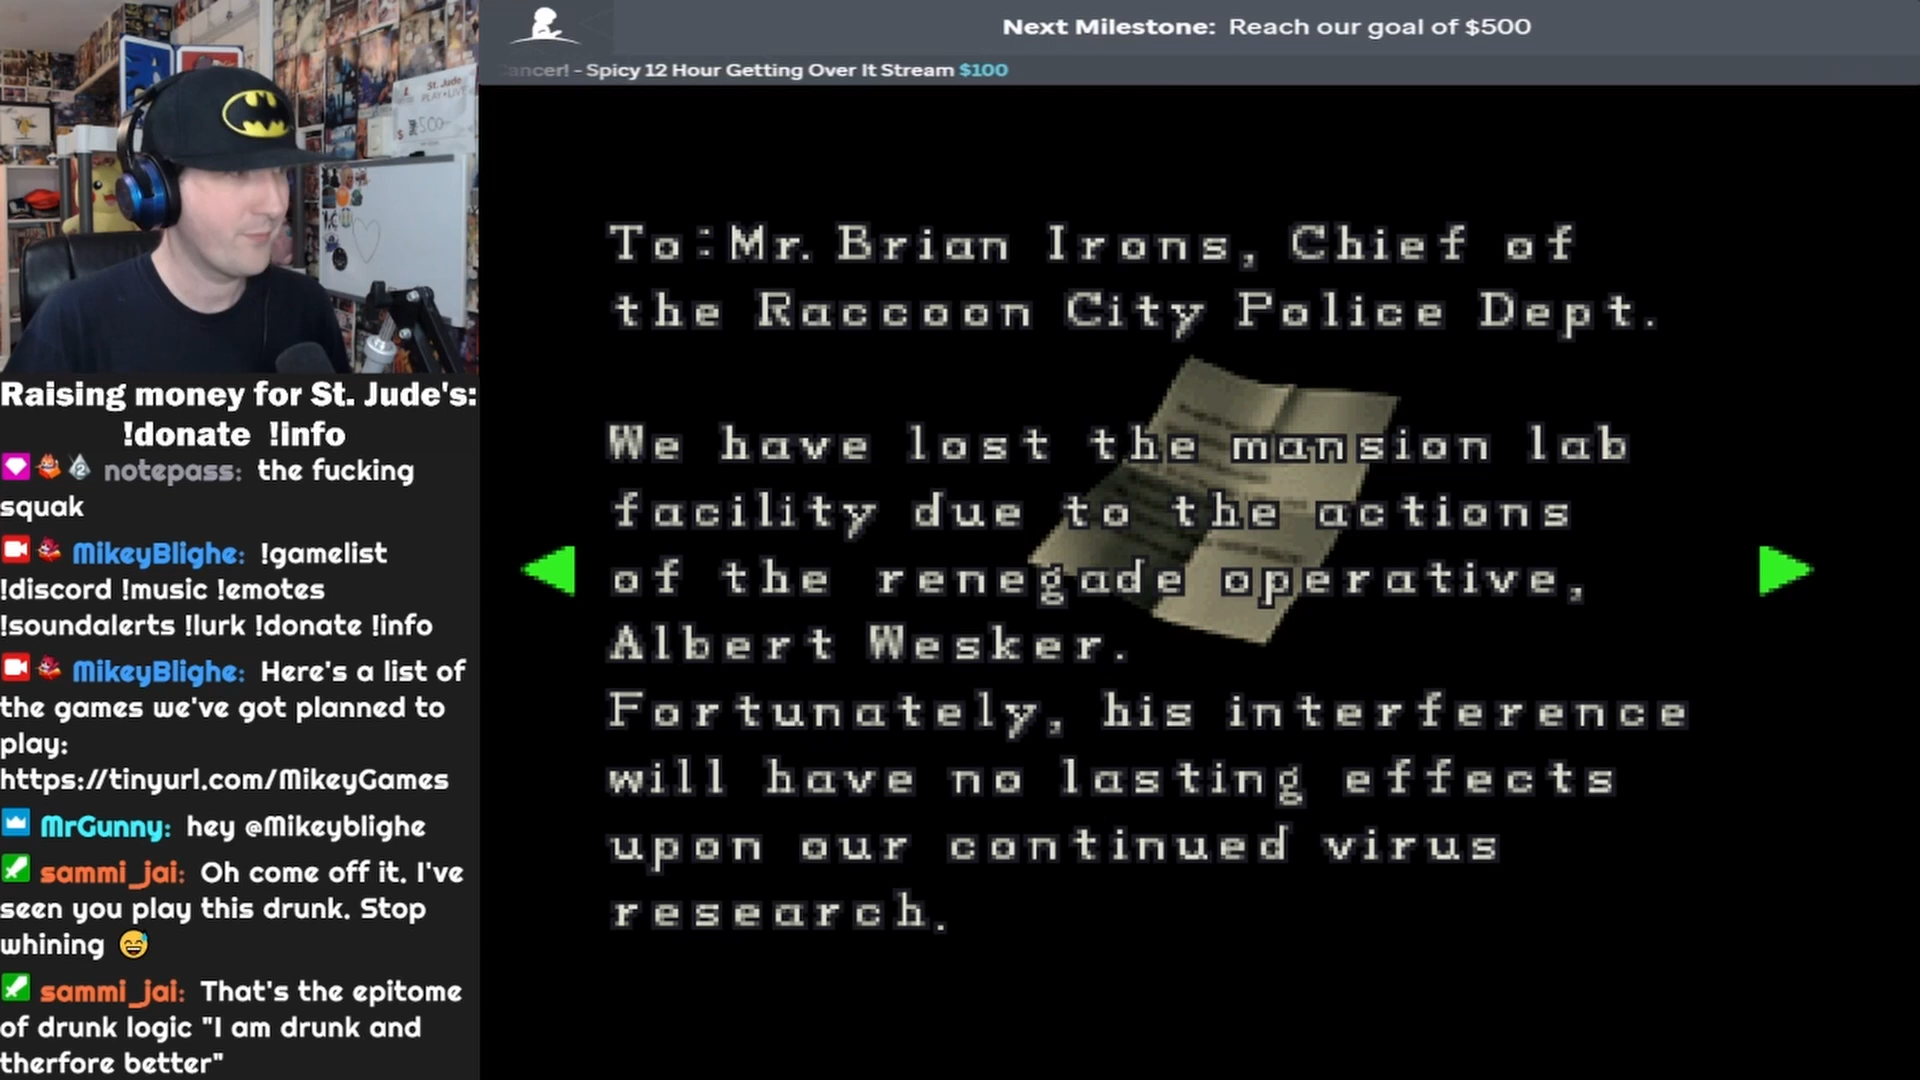 Next Milestone: Reach our goal of $500
Cancer! - Spicy 12 Hour Getting Over It Stream $100
St. Jude
PLAY LIVE
$ 500
Raising money for St. Jude's:
!donate !info
notepass: the fucking
squak
MikeyBlighe: !gamelist
!discord !music !emotes
!soundalerts !lurk !donate !info
MikeyBlighe: Here's a list of
the games we've got planned to
play:
https://tinyurl.com/MikeyGames
MrGunny: hey @Mikeyblighe
sammi_jai: Oh come off it. I've
seen you play this drunk. Stop
whining
sammi_jai: That's the epitome
of drunk logic "I am drunk and
therfore better"
To:Mr. Brian Irons, Chief of
the Raccoon City Police Dept.
We have lost the mansion lab
facility due to the actions
of the renegade operative,
Albert Wesker.
Fortunately, his interference
will have no lasting effects
upon our continued virus
research.